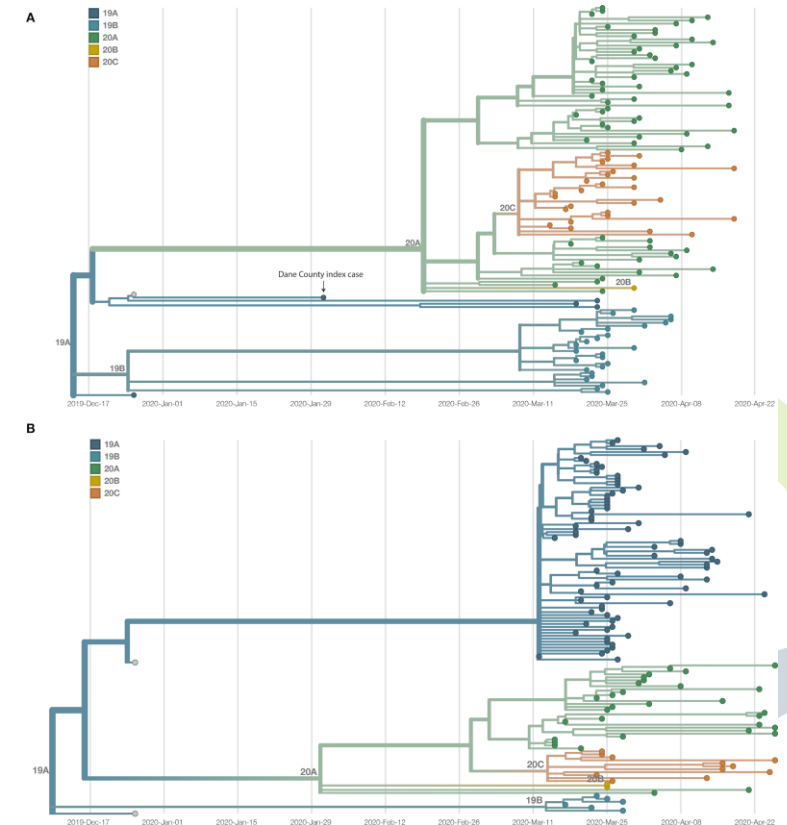 A
19A
19B
20A
20B
20C
20C
20A
Dane County index case
20B
19A
19B
2019-Dec-17 2020-Jan-01 2020-Jan-15 2020-Jan-29 2020-Feb-12 2020-Feb-26 2020-Mar-11 2020-Mar-25 2020-Apr-08 2020-Apr-22
B
19A
19B
20A
20B
20C
20C
19A
20A
20B
19B
2019-Dec-17 2020-Jan-01 2020-Jan-15 2020-Jan-29 2020-Feb-12 2020-Feb-26 2020-Mar-11 2020-Mar-25 2020-Apr-08 2020-Apr-22